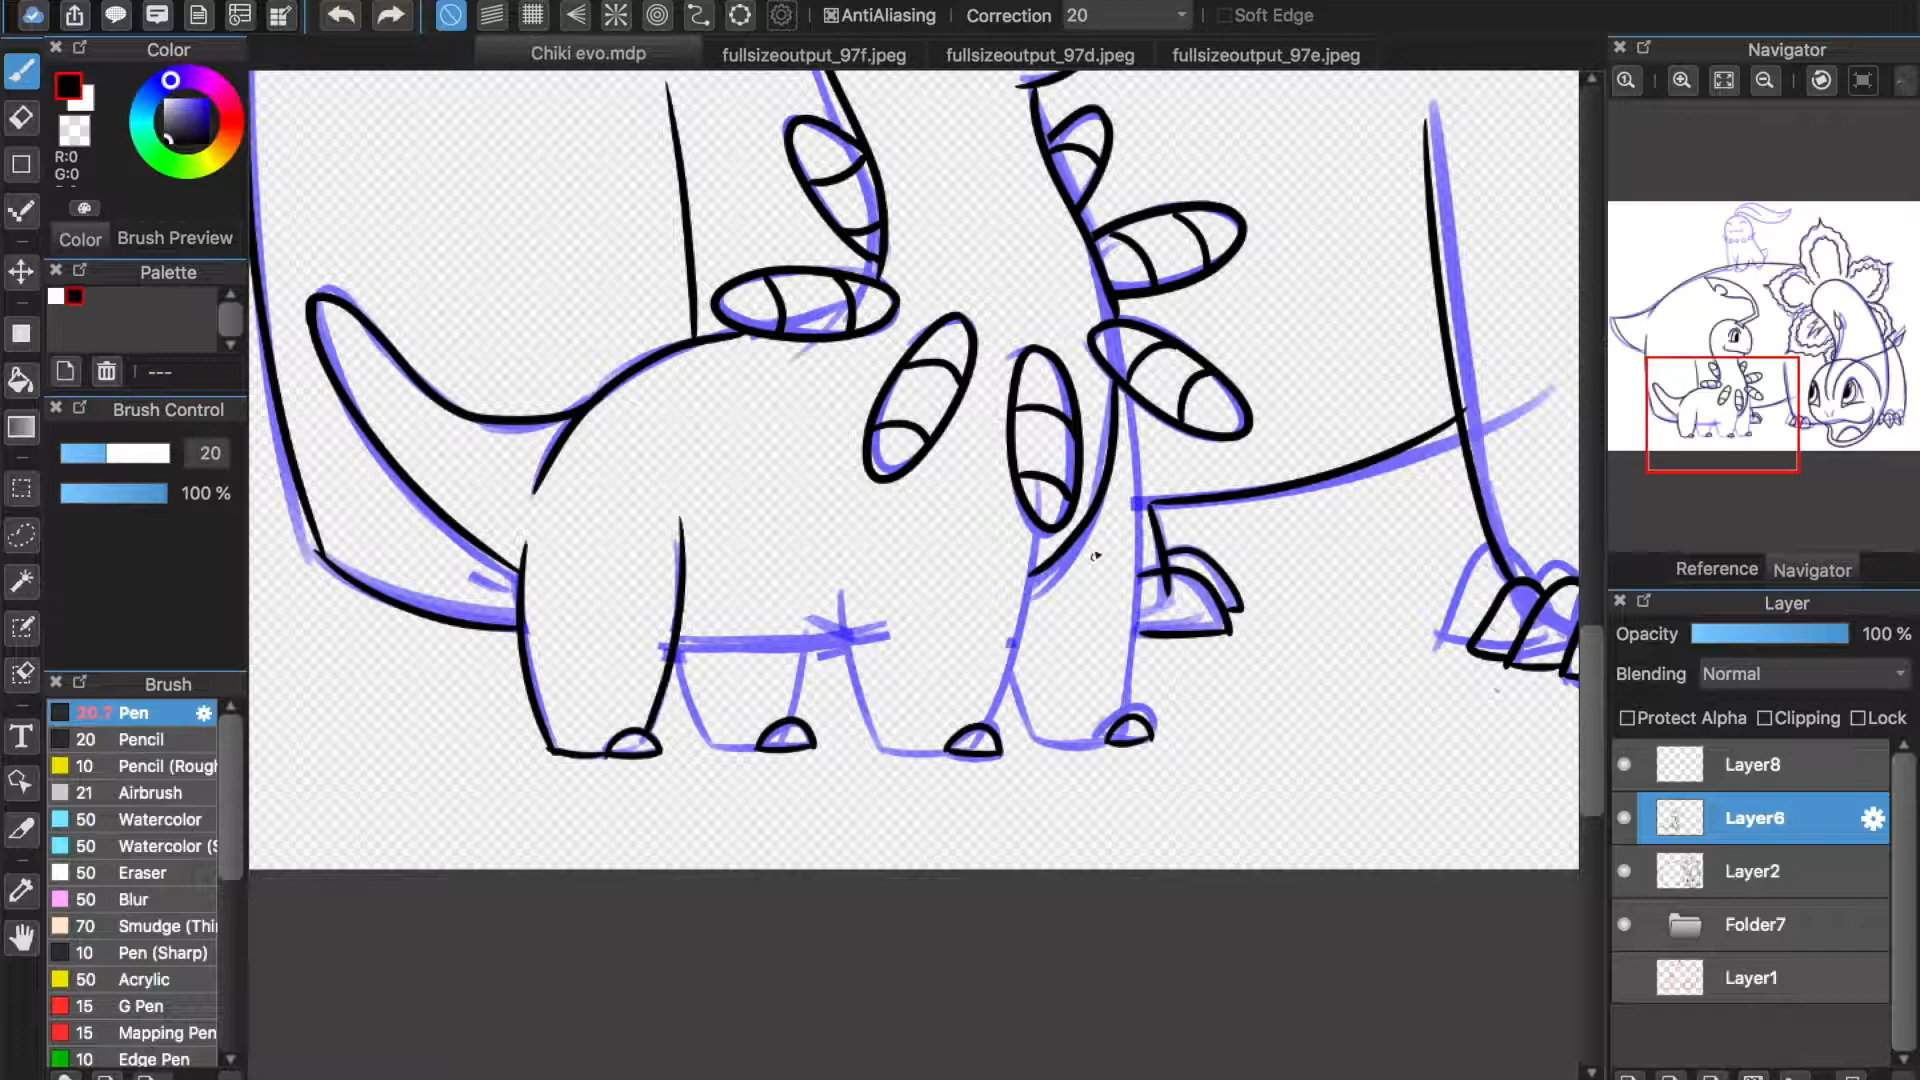 AntiAliasing Correction 20 Soft Edge
Chiki evo.mdp fullsizeoutput_97f.jpeg fullsizeoutput_97d.jpeg fullsizeoutput_97e.jpeg
Color
R:0
G:0
Color Brush Preview
Palette
---
Brush Control
20
100 %
Brush
20.7 Pen
20 Pencil
10 Pencil (Rough
21 Airbrush
50 Watercolor
50 Watercolor (
50 Eraser
50 Blur
70 Smudge (Thi
10 Pen (Sharp)
50 Acrylic
15 G Pen
15 Mapping Pen
10 Edge Pen
T
Navigator
Reference Navigator
Layer
Opacity 100 %
Blending Normal
Protect Alpha Clipping Lock
Layer8
Layer6
Layer2
Folder7
Layer1